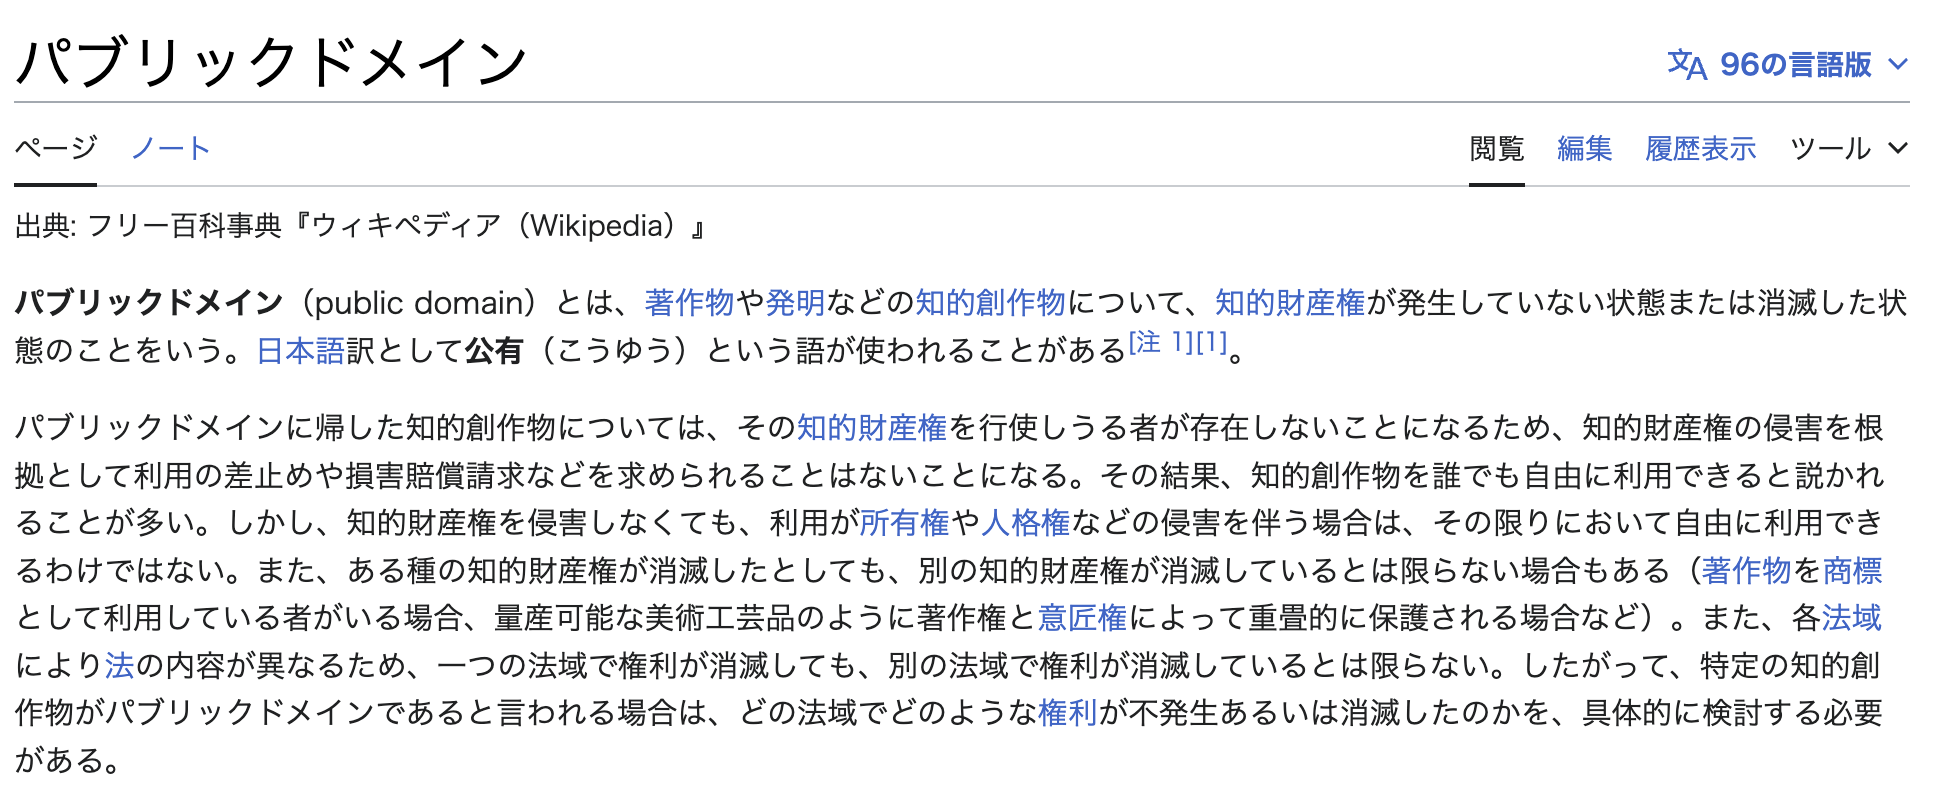 パブリックドメイン
文A 96の言語版
ページ ノート 閲覧 編集 履歴表示 ツール
出典: フリー百科事典『ウィキペディア（Wikipedia）』
パブリックドメイン（public domain）とは、著作物や発明などの知的創作物について、知的財産権が発生していない状態または消滅した状
態のことをいう。日本語訳として公有（こうゆう）という語が使われることがある[注 1][1]。
パブリックドメインに帰した知的創作物については、その知的財産権を行使しうる者が存在しないことになるため、知的財産権の侵害を根
拠として利用の差止めや損害賠償請求などを求められることはないことになる。その結果、知的創作物を誰でも自由に利用できると説かれ
ることが多い。しかし、知的財産権を侵害しなくても、利用が所有権や人格権などの侵害を伴う場合は、その限りにおいて自由に利用でき
るわけではない。また、ある種の知的財産権が消滅したとしても、別の知的財産権が消滅しているとは限らない場合もある（著作物を商標
として利用している者がいる場合、量産可能な美術工芸品のように著作権と意匠権によって重畳的に保護される場合など）。また、各法域
により法の内容が異なるため、一つの法域で権利が消滅しても、別の法域で権利が消滅しているとは限らない。したがって、特定の知的創
作物がパブリックドメインであると言われる場合は、どの法域でどのような権利が不発生あるいは消滅したのかを、具体的に検討する必要
がある。